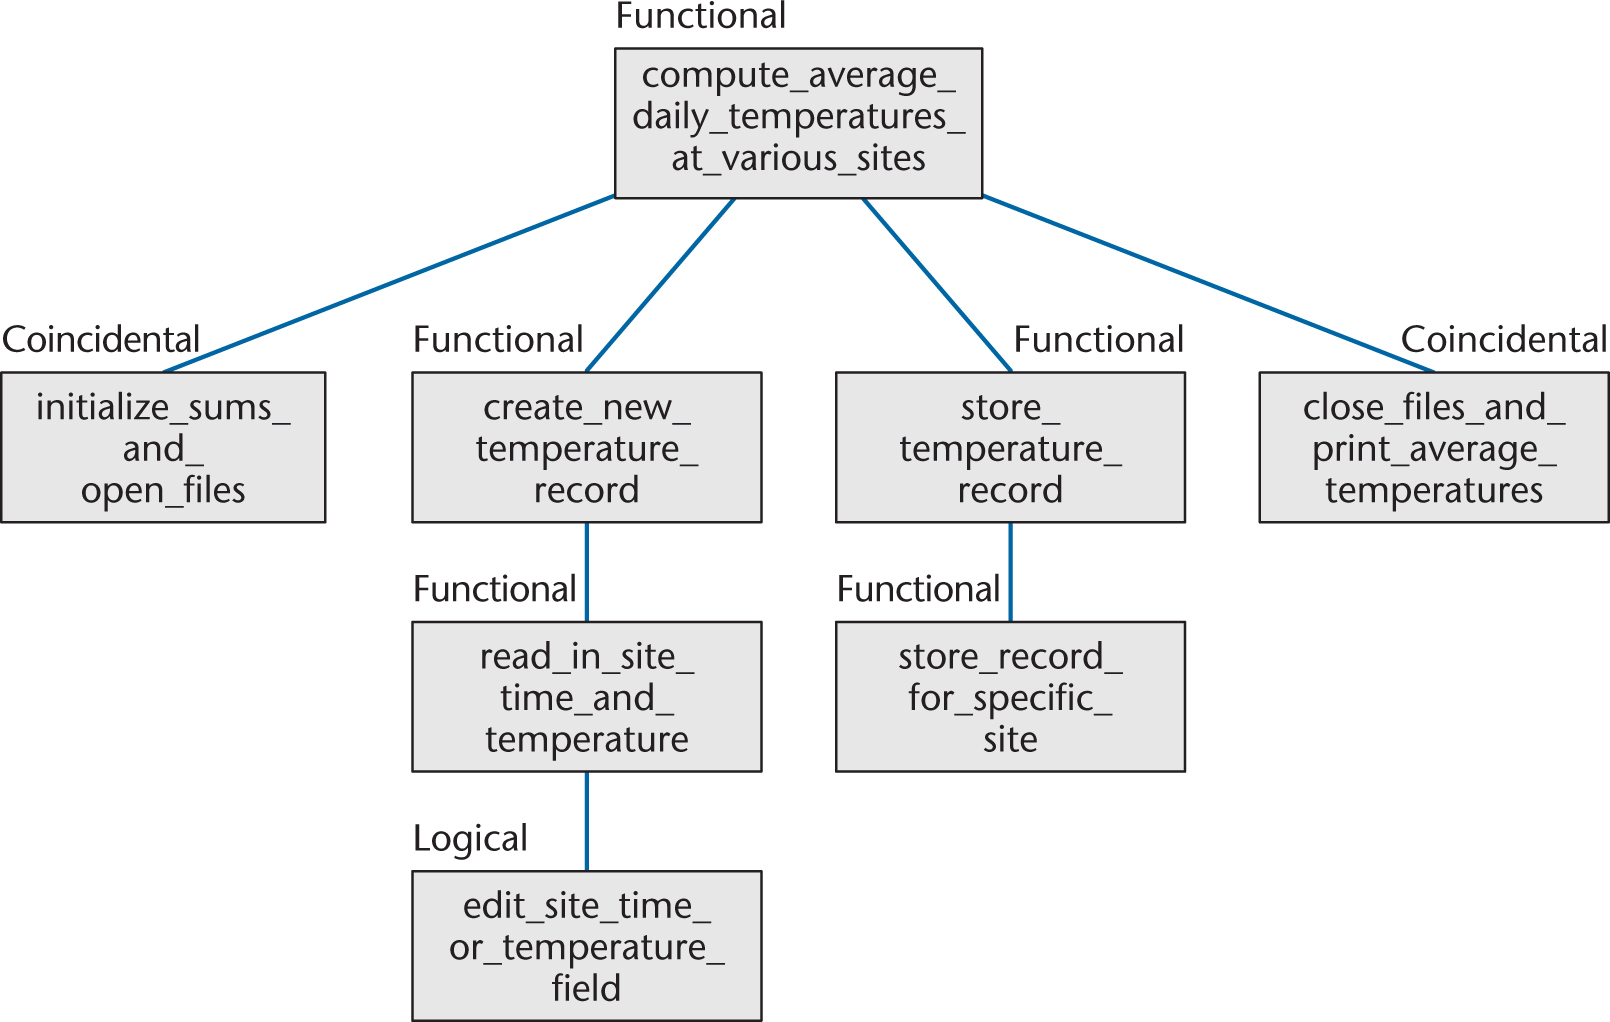 Functional
compute_average_
daily_temperatures_
at_various_sites
Coincidental
initialize_sums_
and_
open_files
Functional
create_new_
temperature_
record
Functional
store_
temperature_
record
Coincidental
close_files_and_
print_average_
temperatures
Functional
read_in_site_
time_and_
temperature
Functional
store_record_
for_specific_
site
Logical
edit_site_time_
or_temperature_
field